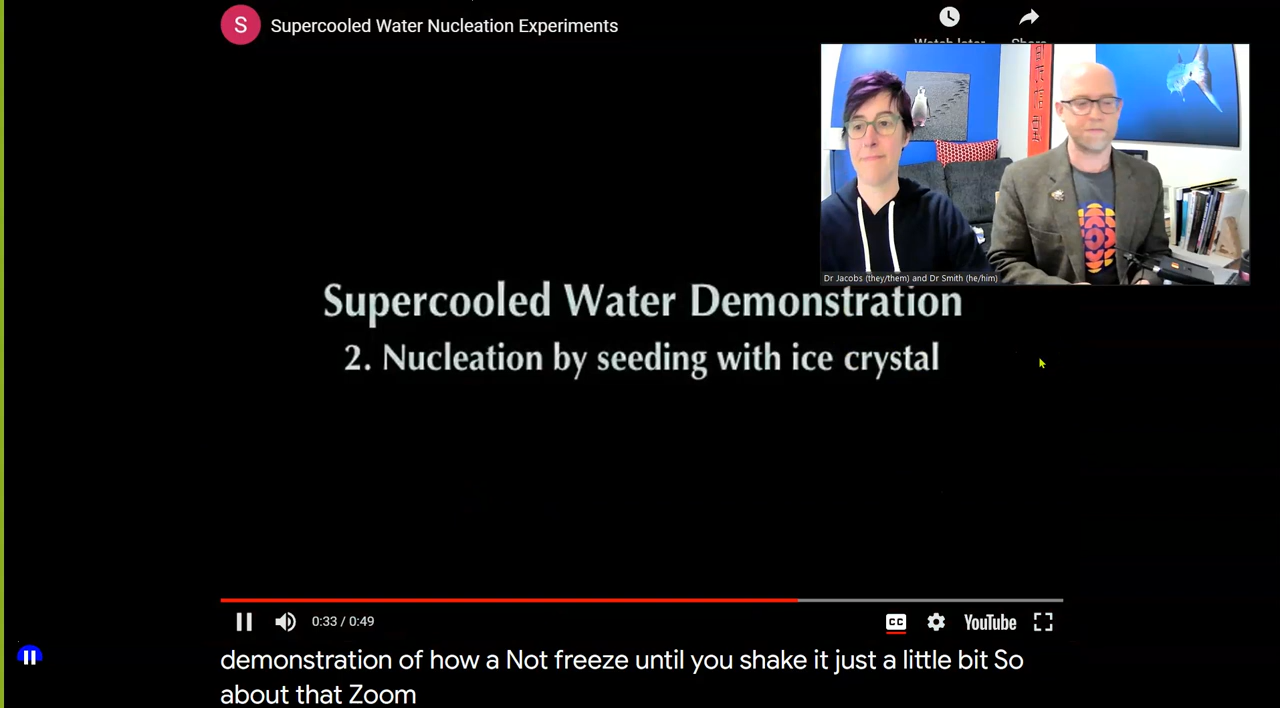 S
Supercooled Water Nucleation Experiments
Dr Jacobs (they/them) and Dr Smith (he/him)
Supercooled Water Demonstration
2. Nucleation by seeding with ice crystal
0:33 / 0:49
CC
YouTube
demonstration of how a Not freeze until you shake it just a little bit So
about that Zoom